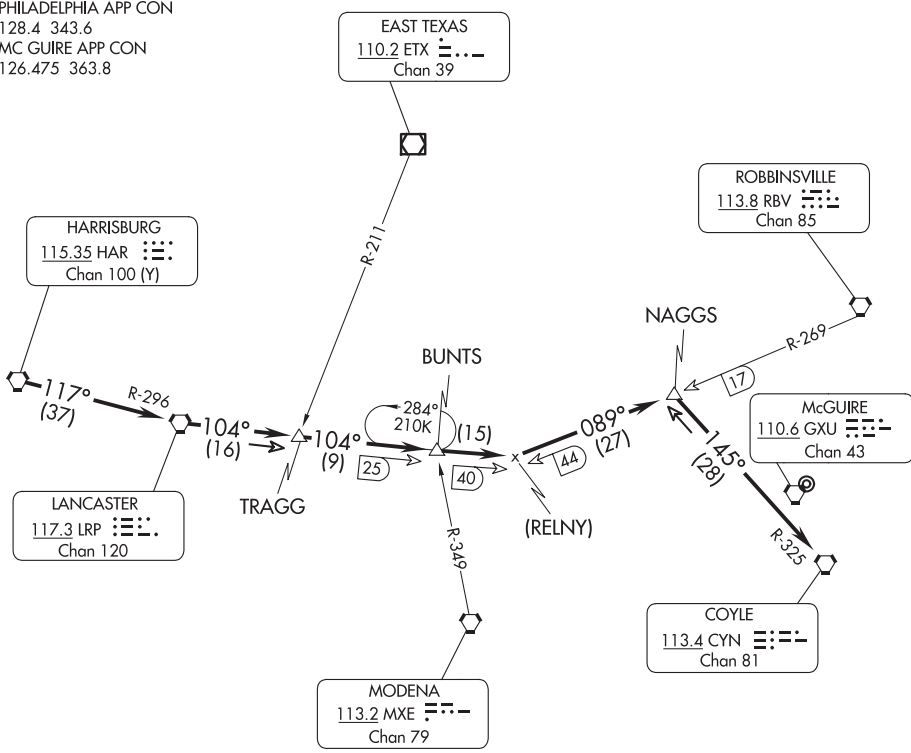 PHILADELPHIA APP CON
128.4 343.6
MC GUIRE APP CON
126.475 363.8
EAST TEXAS
110.2 ETX
Chan 39
ROBBINSVILLE
113.8 RBV
Chan 85
HARRISBURG
115.35 HAR
Chan 100 (Y)
R-211
NAGGS
R-269
17
BUNTS
117°
(37)
R-296
104°
(16)
104°
(9)
284°
210K
(15)
25
40
089°
(27)
44
145°
(28)
McGUIRE
110.6 GXU
Chan 43
TRAGG
(RELNY)
LANCASTER
117.3 LRP
Chan 120
R-349
R-325
COYLE
113.4 CYN
Chan 81
MODENA
113.2 MXE
Chan 79